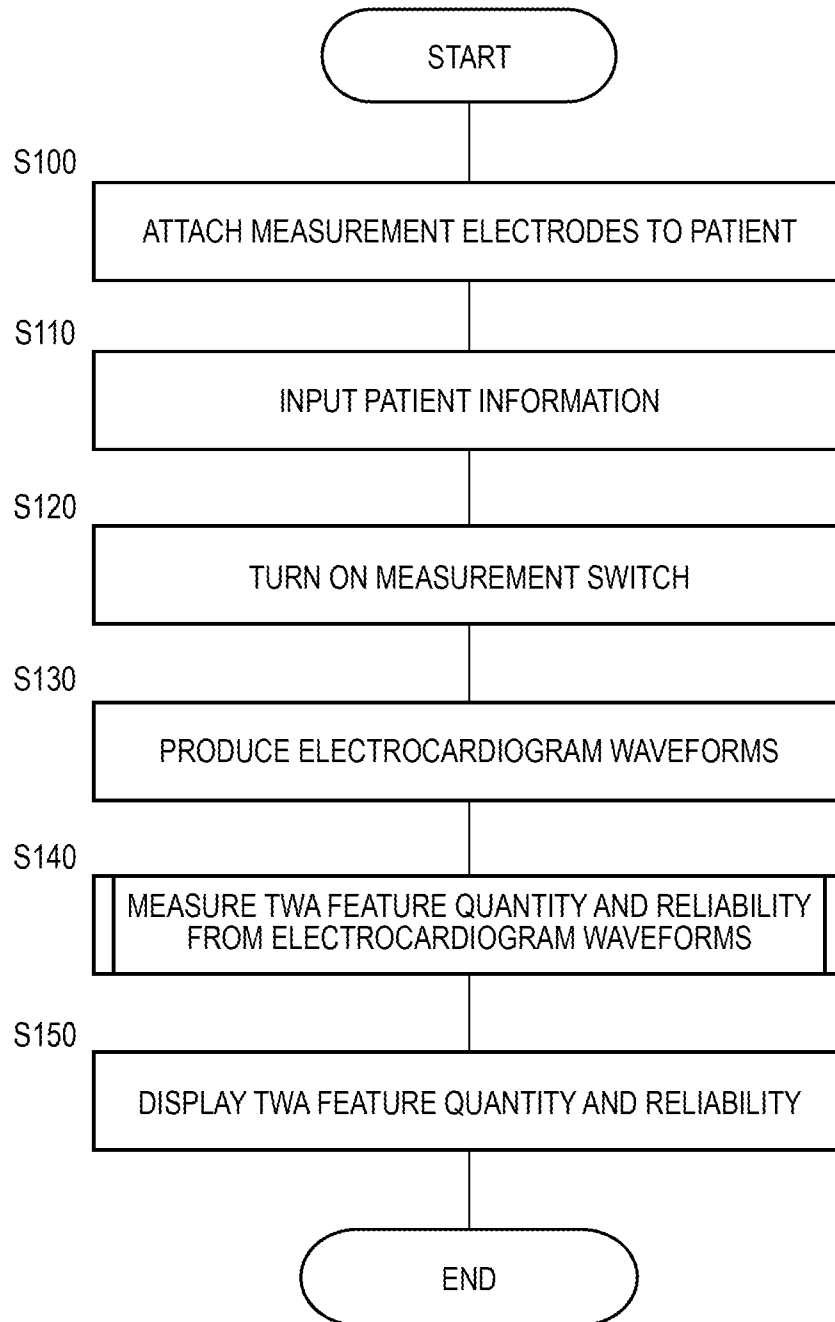 START
S100
ATTACH MEASUREMENT ELECTRODES TO PATIENT
S110
INPUT PATIENT INFORMATION
S120
TURN ON MEASUREMENT SWITCH
S130
PRODUCE ELECTROCARDIOGRAM WAVEFORMS
S140
MEASURE TWA FEATURE QUANTITY AND RELIABILITY
FROM ELECTROCARDIOGRAM WAVEFORMS
S150
DISPLAY TWA FEATURE QUANTITY AND RELIABILITY
END